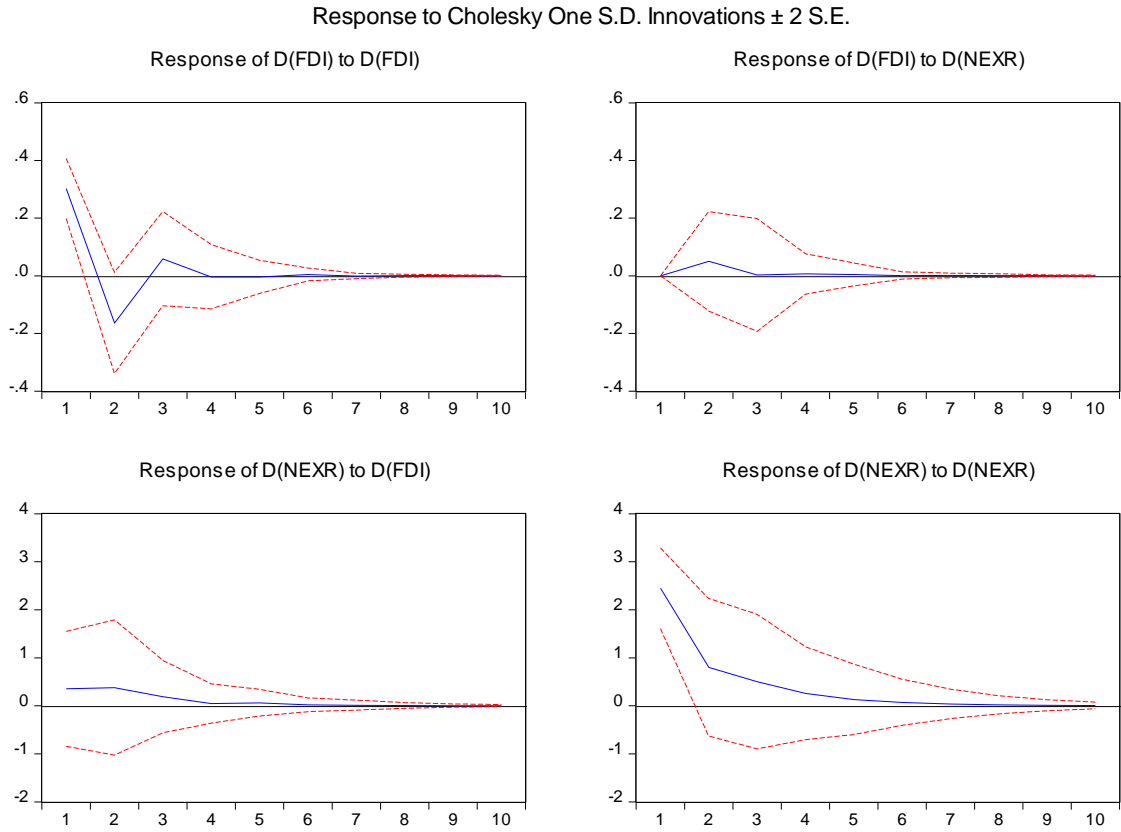 Response to Cholesky One S.D. Innovations ± 2 S.E.
Response of D(FDI) to D(FDI)
.6
.4
.2
.0
-.2
-.4
1 2 3 4 5 6 7 8 9 10
Response of D(FDI) to D(NEXR)
.6
.4
.2
.0
-.2
-.4
1 2 3 4 5 6 7 8 9 10
Response of D(NEXR) to D(FDI)
4
3
2
1
0
-1
-2
1 2 3 4 5 6 7 8 9 10
Response of D(NEXR) to D(NEXR)
4
3
2
1
0
-1
-2
1 2 3 4 5 6 7 8 9 10